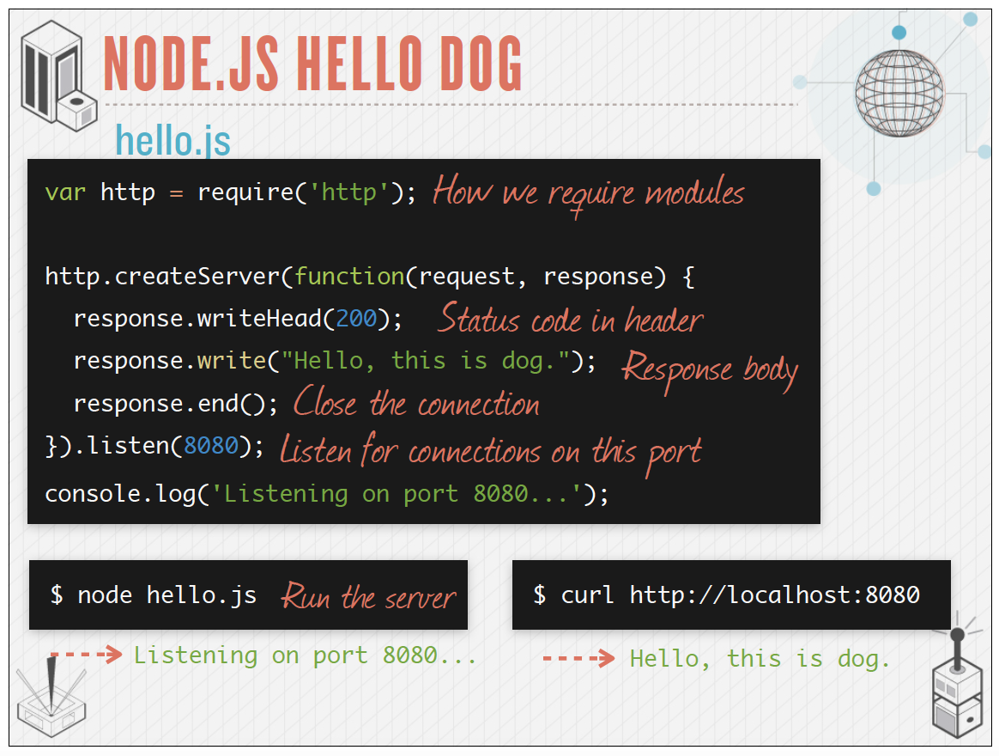 NODE.JS HELLO DOG
hello.js
var http = require('http'); How we require modules
http.createServer(function(request, response) {
  response.writeHead(200); Status code in header
  response.write("Hello, this is dog."); Response body
  response.end(); Close the connection
}).listen(8080); Listen for connections on this port
console.log('Listening on port 8080...');
$ node hello.js Run the server
Listening on port 8080...
$ curl http://localhost:8080
Hello, this is dog.